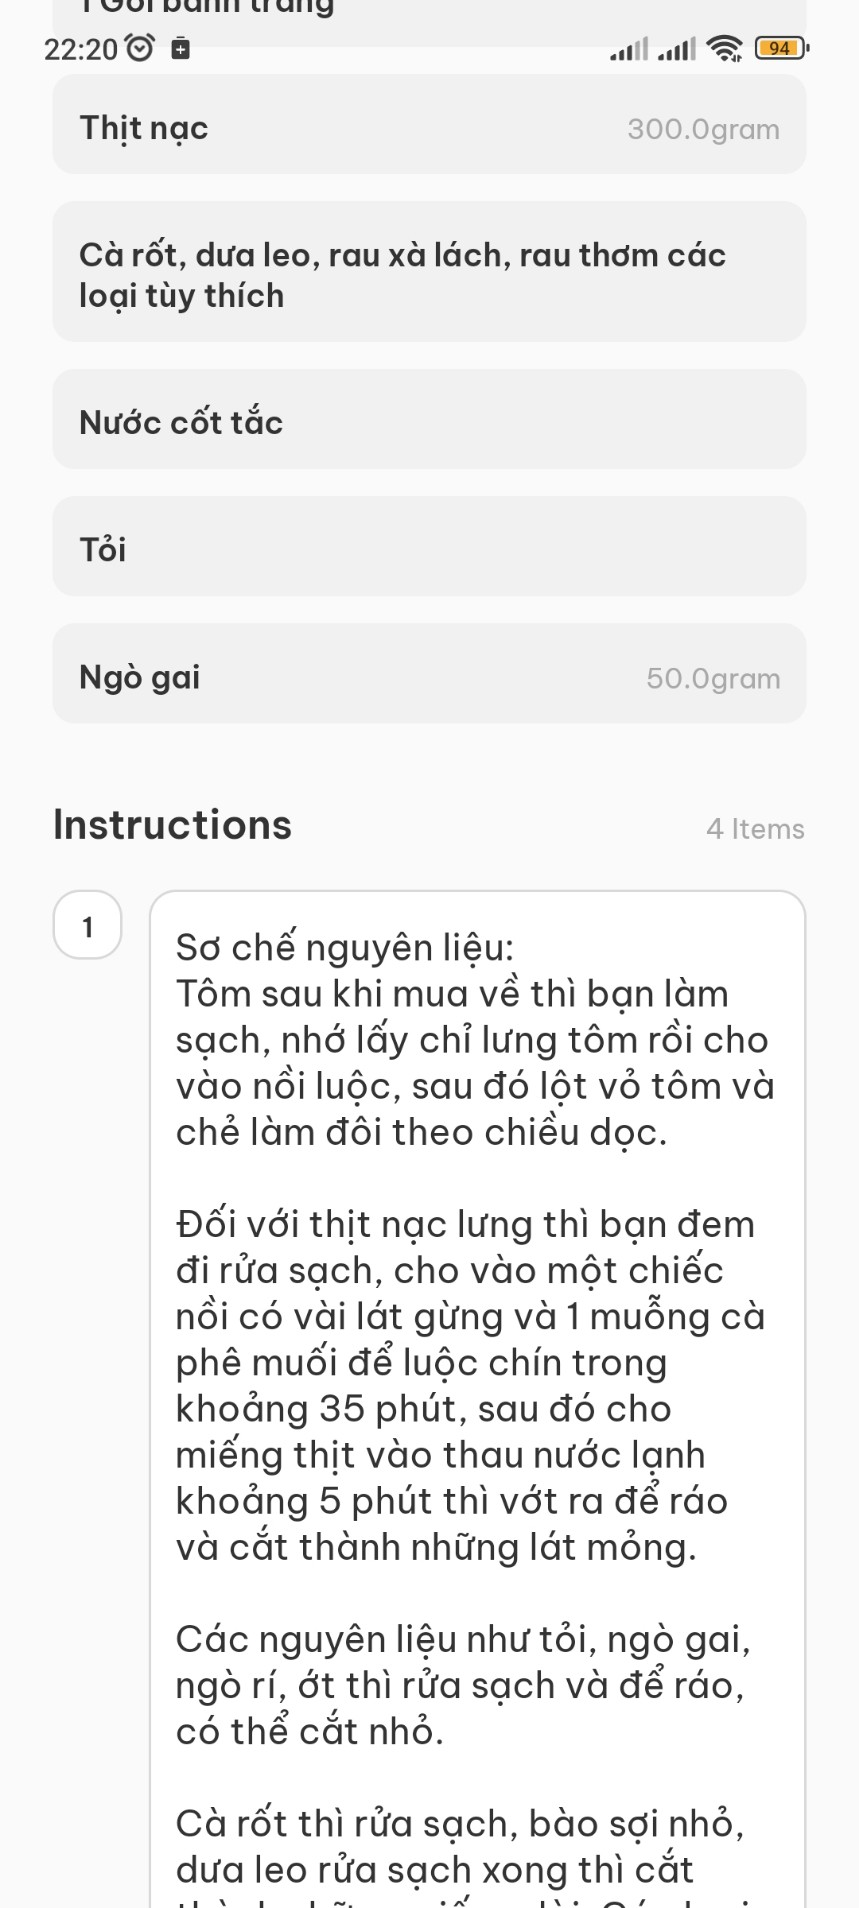 1 Gói bánh tráng
22:20
94
Thịt nạc
300.0gram
Cà rốt, dưa leo, rau xà lách, rau thơm các
loại tùy thích
Nước cốt tắc
Tỏi
Ngò gai
50.0gram
Instructions
4 Items
1
Sơ chế nguyên liệu:
Tôm sau khi mua về thì bạn làm
sạch, nhớ lấy chỉ lưng tôm rồi cho
vào nồi luộc, sau đó lột vỏ tôm và
chẻ làm đôi theo chiều dọc.
Đối với thịt nạc lưng thì bạn đem
đi rửa sạch, cho vào một chiếc
nồi có vài lát gừng và 1 muỗng cà
phê muối để luộc chín trong
khoảng 35 phút, sau đó cho
miếng thịt vào thau nước lạnh
khoảng 5 phút thì vớt ra để ráo
và cắt thành những lát mỏng.
Các nguyên liệu như tỏi, ngò gai,
ngò rí, ớt thì rửa sạch và để ráo,
có thể cắt nhỏ.
Cà rốt thì rửa sạch, bào sợi nhỏ,
dưa leo rửa sạch xong thì cắt